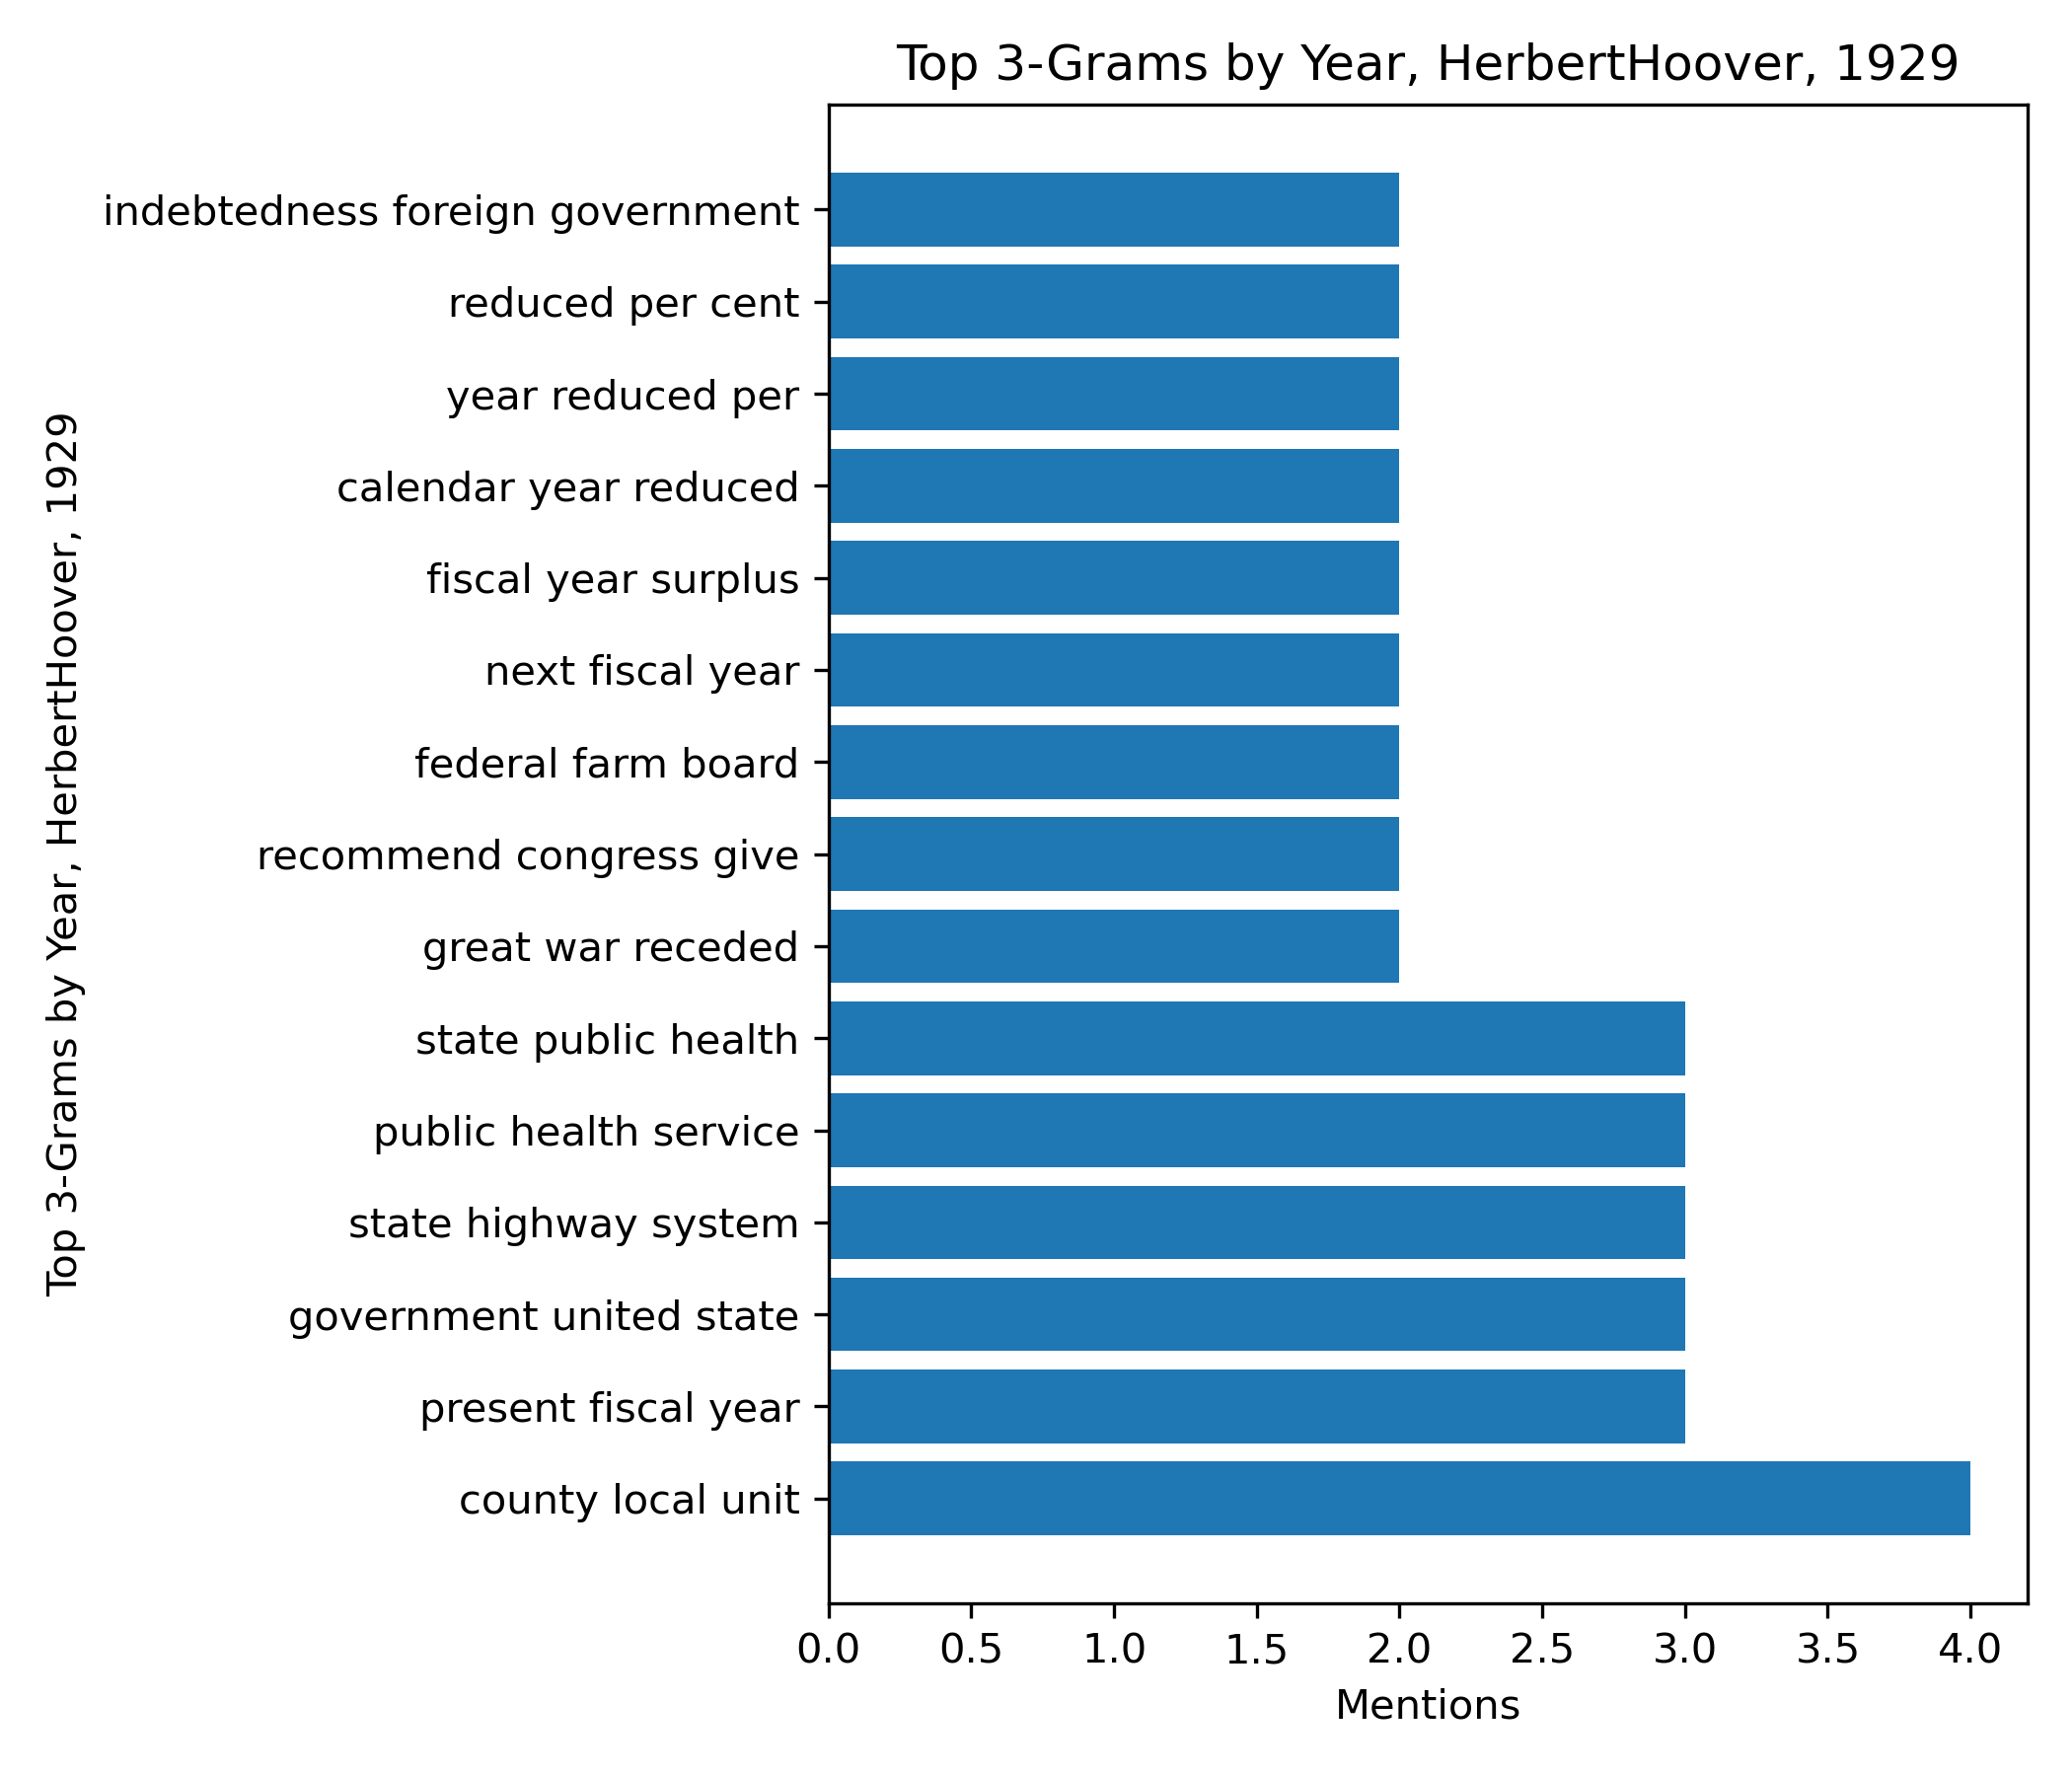 Top 3-Grams by Year, HerbertHoover, 1929
Top 3-Grams by Year, HerbertHoover, 1929
indebtedness foreign government
reduced per cent
year reduced per
calendar year reduced
fiscal year surplus
next fiscal year
federal farm board
recommend congress give
great war receded
state public health
public health service
state highway system
government united state
present fiscal year
county local unit
0.0 0.5 1.0 1.5 2.0 2.5 3.0 3.5 4.0
Mentions